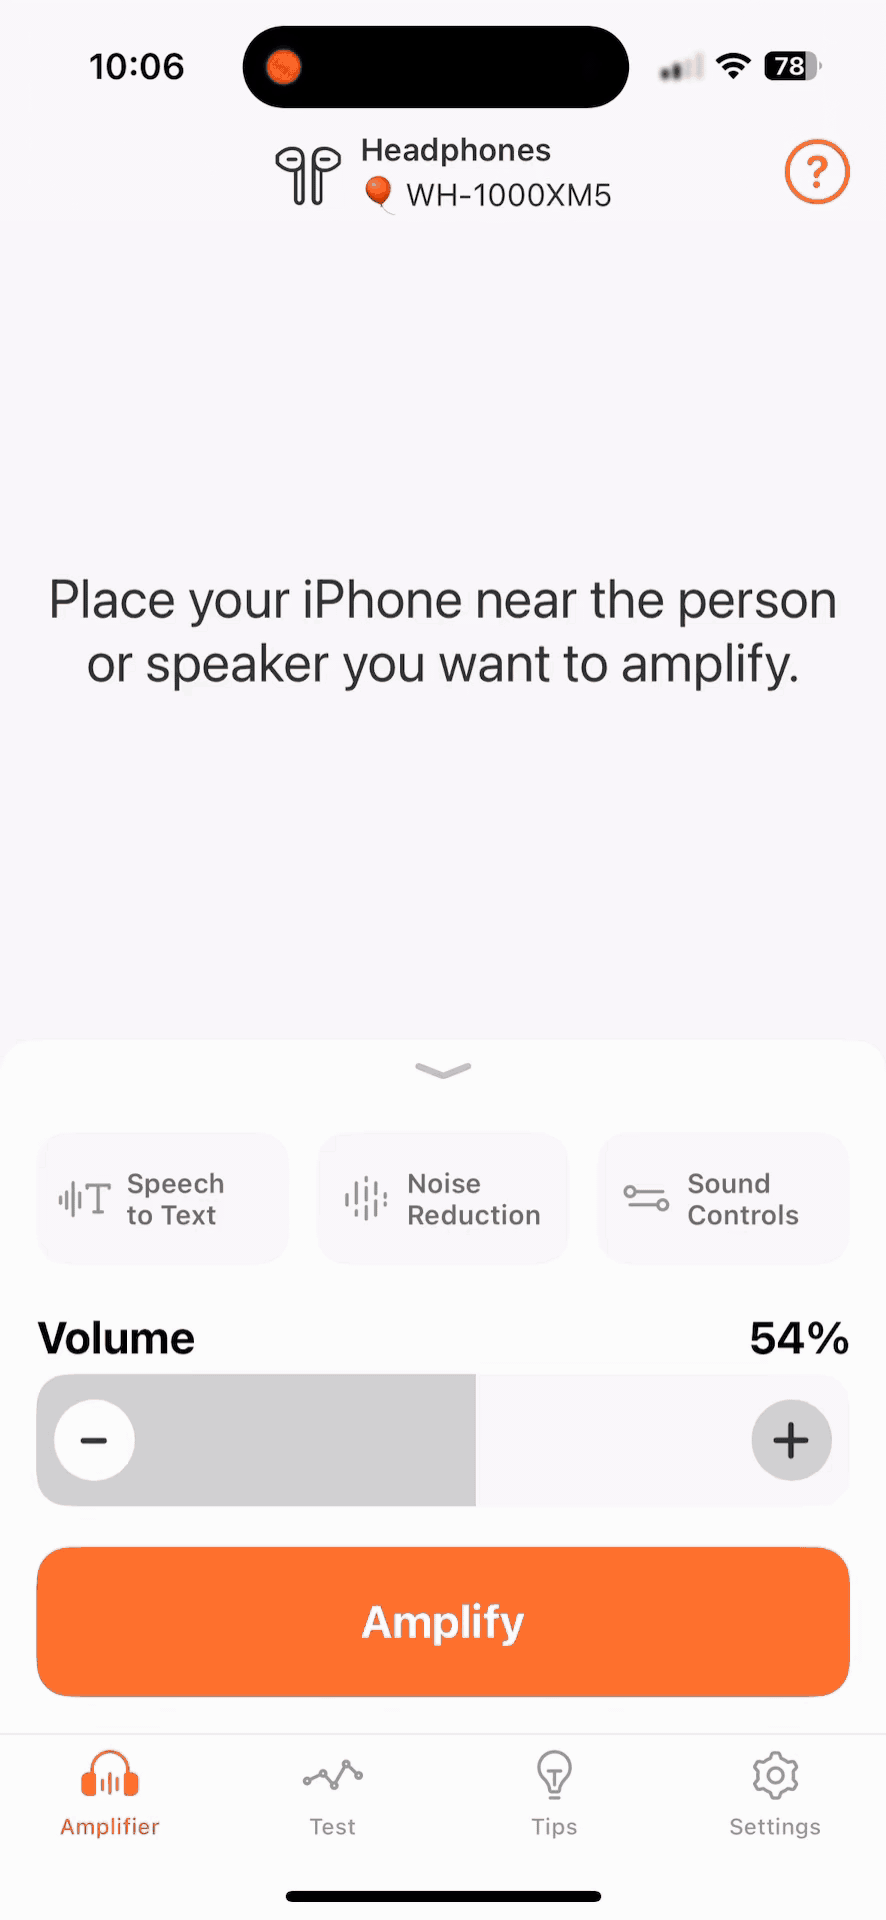 10:06
78
Headphones
🎈 WH-1000XM5
?
Place your iPhone near the person
or speaker you want to amplify.
Speech
to Text
Noise
Reduction
Sound
Controls
Volume
54%
Amplify
Amplifier
Test
Tips
Settings